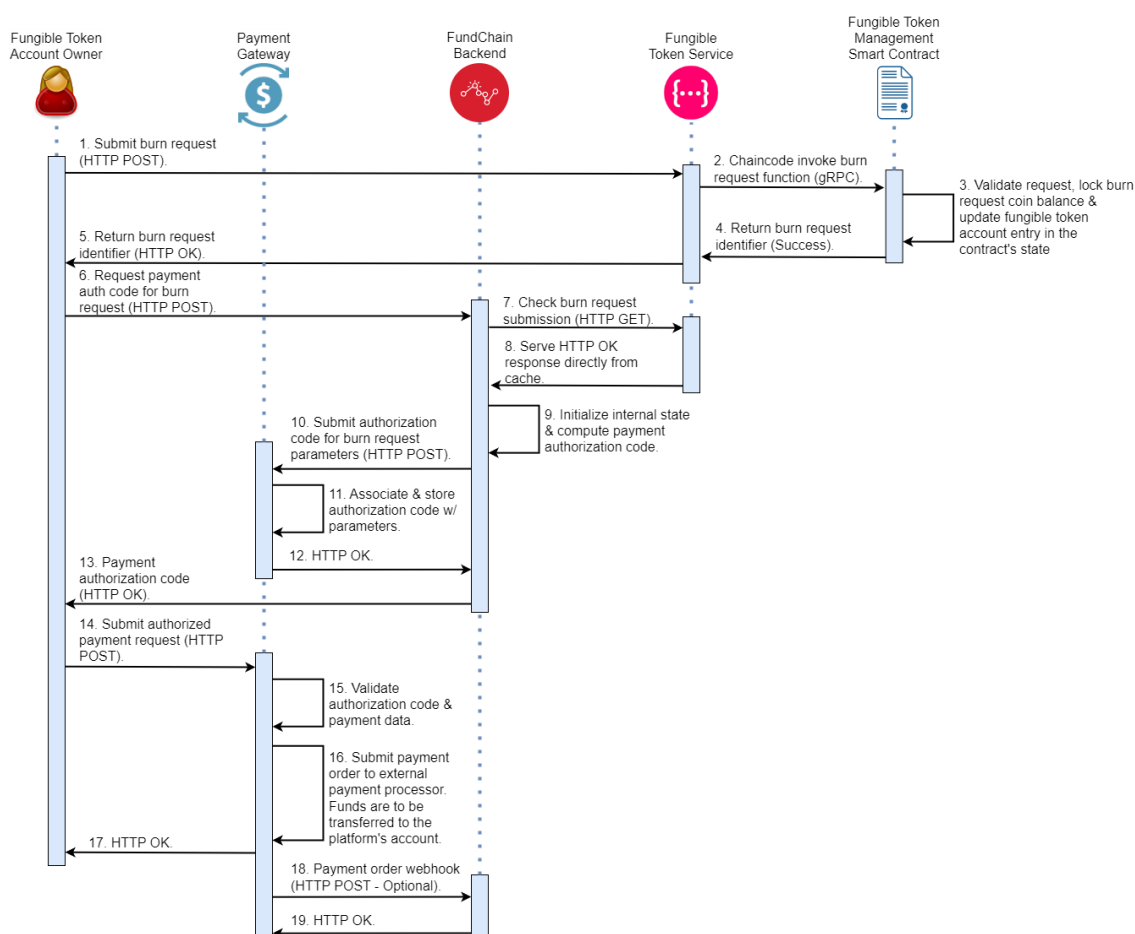 Fungible Token
Account Owner
Payment
Gateway
FundChain
Backend
Fungible
Token Service
Fungible Token
Management
Smart Contract
{...}
$
1. Submit burn request
(HTTP POST).
2. Chaincode invoke burn
request function (gRPC).
3. Validate request, lock burn
request coin balance &
update fungible token
account entry in the
contract's state
4. Return burn request
identifier (Success).
5. Return burn request
identifier (HTTP OK).
6. Request payment
auth code for burn
request (HTTP POST).
7. Check burn request
submission (HTTP GET).
8. Serve HTTP OK
response directly from
cache.
9. Initialize internal state
& compute payment
authorization code.
10. Submit authorization
code for burn request
parameters (HTTP POST).
11. Associate & store
authorization code w/
parameters.
12. HTTP OK.
13. Payment
authorization code
(HTTP OK).
14. Submit authorized
payment request (HTTP
POST).
15. Validate
authorization code &
payment data.
16. Submit payment
order to external
payment processor.
Funds are to be
transferred to the
platform's account.
17. HTTP OK.
18. Payment order webhook
(HTTP POST - Optional).
19. HTTP OK.